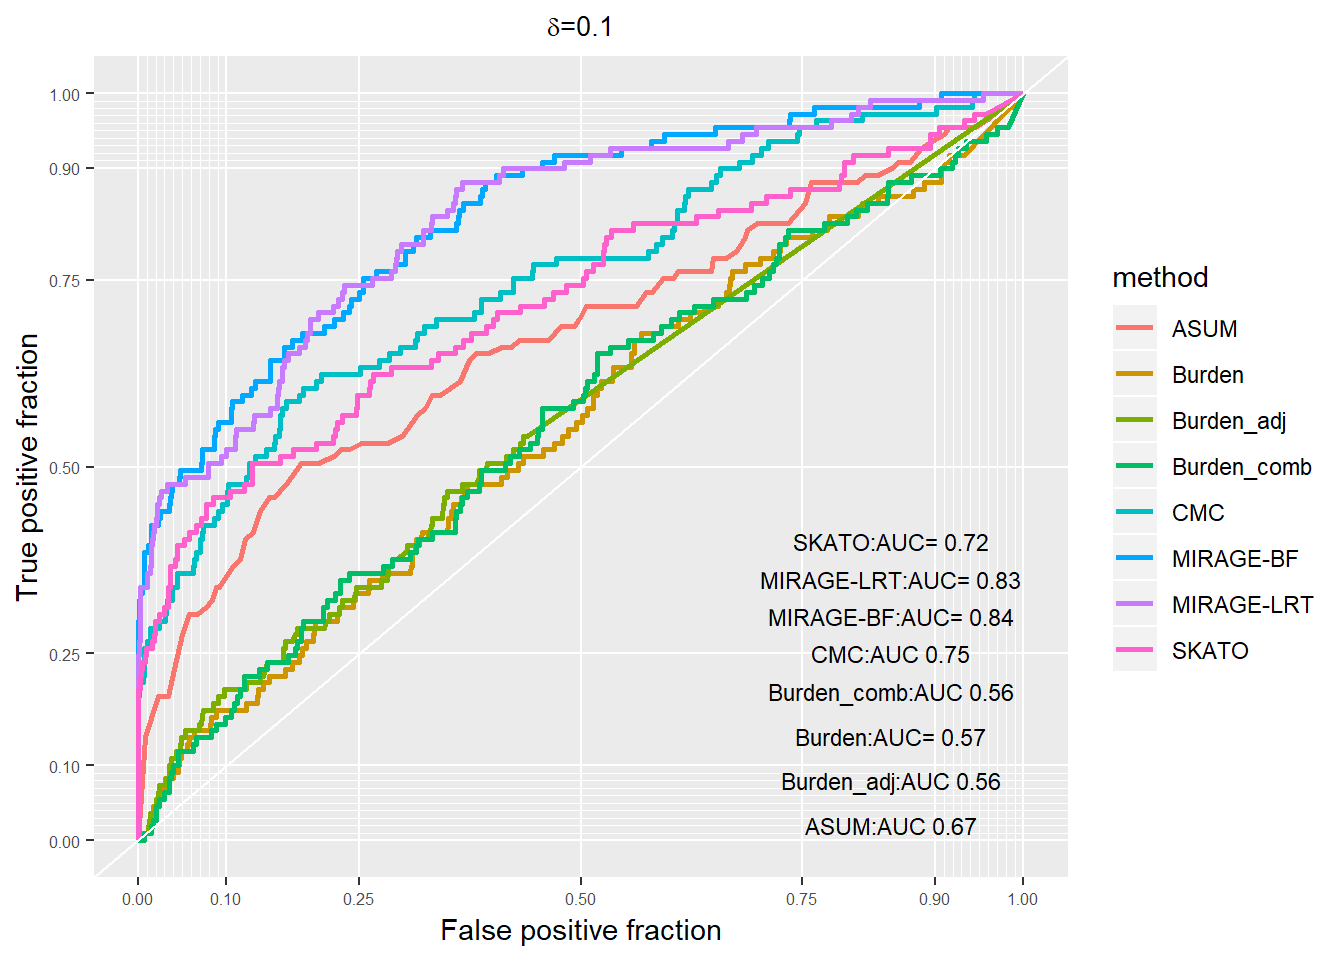 δ=0.1
True positive fraction
1.00
0.90
0.75
0.50
0.25
0.10
0.00
SKATO:AUC= 0.72
MIRAGE-LRT:AUC= 0.83
MIRAGE-BF:AUC= 0.84
CMC:AUC 0.75
Burden_comb:AUC 0.56
Burden:AUC= 0.57
Burden_adj:AUC 0.56
ASUM:AUC 0.67
0.00 0.10 0.25 0.50 0.75 0.90 1.00
False positive fraction
method
ASUM
Burden
Burden_adj
Burden_comb
CMC
MIRAGE-BF
MIRAGE-LRT
SKATO